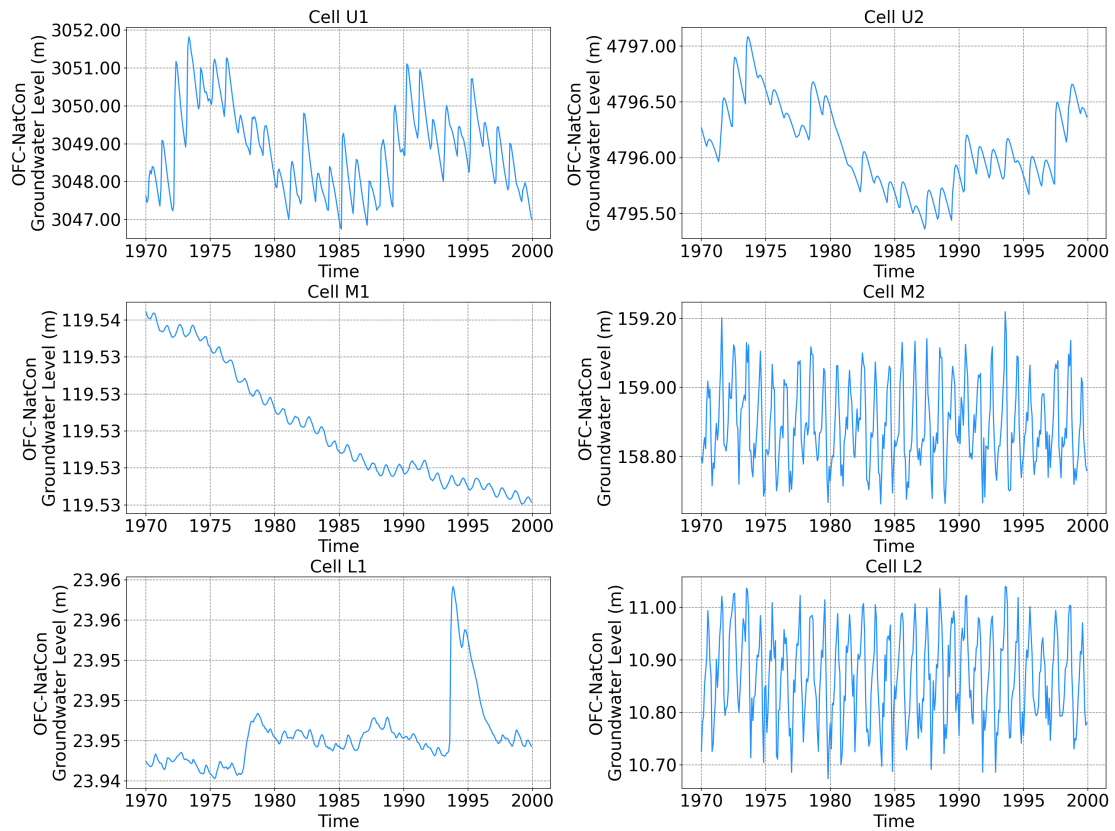 Cell U1
OFC-NatCon
Groundwater Level (m)
3052.00
3051.00
3050.00
3049.00
3048.00
3047.00
1970 1975 1980 1985 1990 1995 2000
Time
Cell U2
OFC-NatCon
Groundwater Level (m)
4797.00
4796.50
4796.00
4795.50
1970 1975 1980 1985 1990 1995 2000
Time
Cell M1
OFC-NatCon
Groundwater Level (m)
119.54
119.53
119.53
119.53
119.53
119.53
1970 1975 1980 1985 1990 1995 2000
Time
Cell M2
OFC-NatCon
Groundwater Level (m)
159.20
159.00
158.80
1970 1975 1980 1985 1990 1995 2000
Time
Cell L1
OFC-NatCon
Groundwater Level (m)
23.96
23.96
23.95
23.95
23.95
23.94
1970 1975 1980 1985 1990 1995 2000
Time
Cell L2
OFC-NatCon
Groundwater Level (m)
11.00
10.90
10.80
10.70
1970 1975 1980 1985 1990 1995 2000
Time